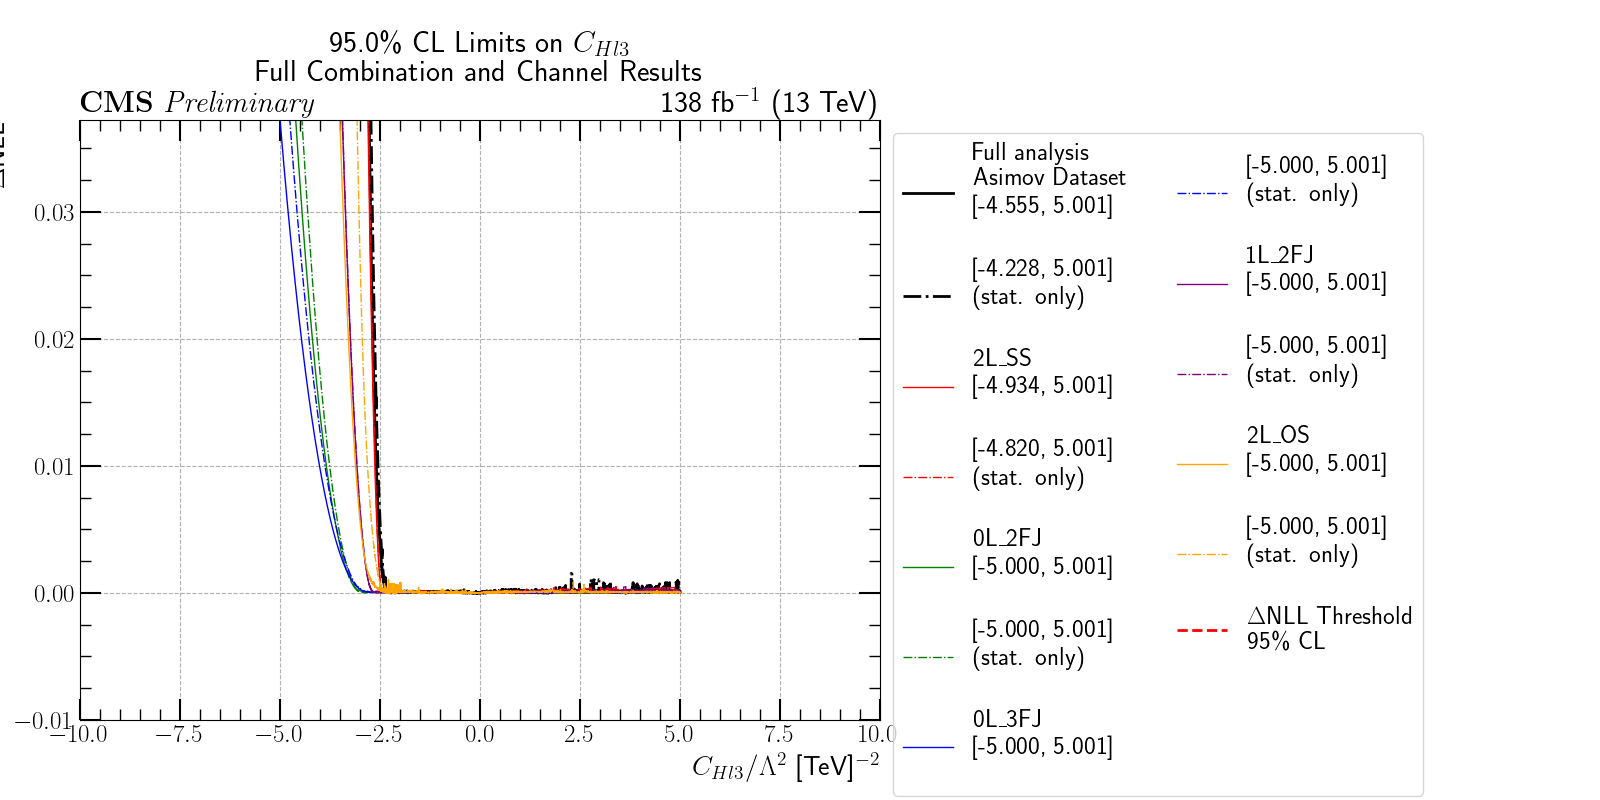 95.0% CL Limits on C_{Hl3}
Full Combination and Channel Results
CMS Preliminary
138 fb^{-1} (13 TeV)
ΔNLL
0.03
0.02
0.01
0.00
−0.01
−10.0
−7.5
−5.0
−2.5
0.0
2.5
5.0
7.5
10.0
C_{Hl3}/Λ^2 [TeV]^{-2}
Full analysis
Asimov Dataset
[-4.555, 5.001]
[-4.228, 5.001]
(stat. only)
2L_SS
[-4.934, 5.001]
[-4.820, 5.001]
(stat. only)
0L_2FJ
[-5.000, 5.001]
[-5.000, 5.001]
(stat. only)
0L_3FJ
[-5.000, 5.001]
[-5.000, 5.001]
(stat. only)
1L_2FJ
[-5.000, 5.001]
[-5.000, 5.001]
(stat. only)
2L_OS
[-5.000, 5.001]
[-5.000, 5.001]
(stat. only)
ΔNLL Threshold
95% CL